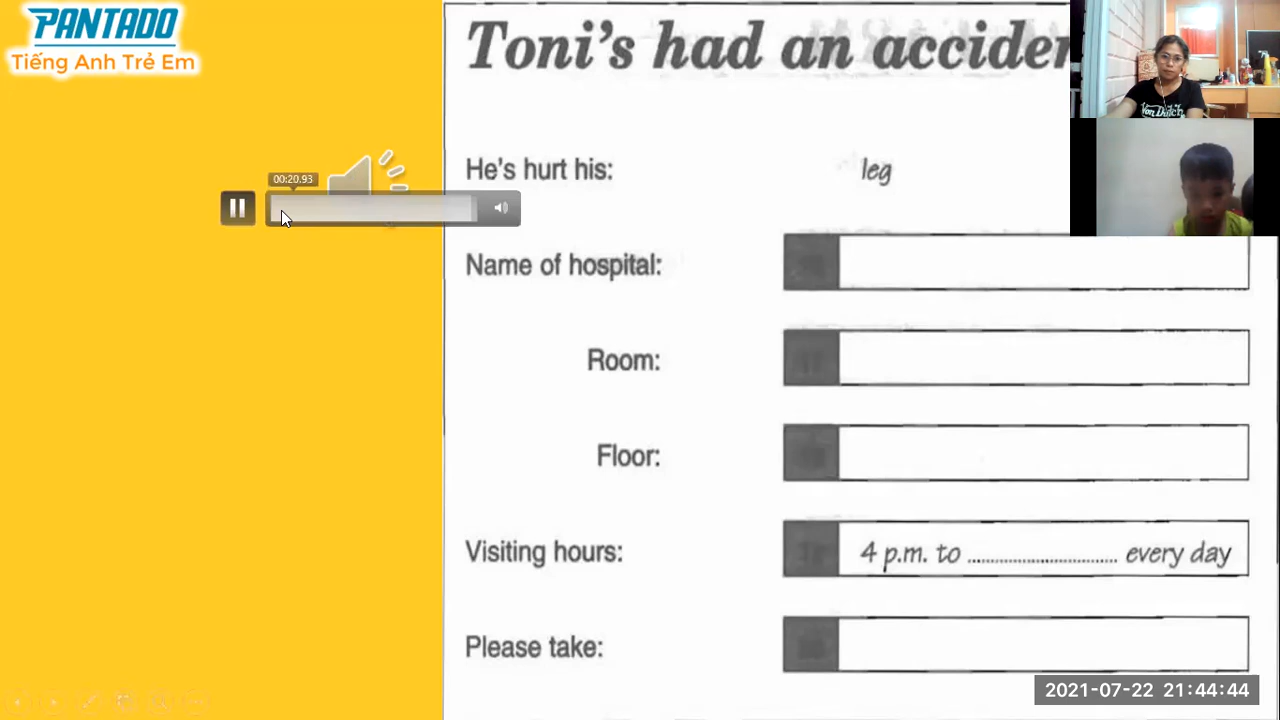 PANTADO
Tiếng Anh Trẻ Em
Toni's had an acciden
He's hurt his: leg
00:20.93
Name of hospital:
Room:
Floor:
Visiting hours: 4 p.m. to ........................... every day
Please take:
2021-07-22 21:44:44